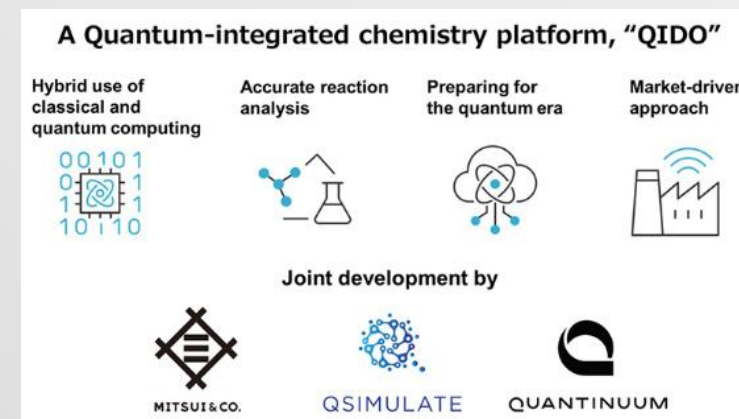 A Quantum-integrated chemistry platform, “QIDO”
Hybrid use of
classical and
quantum computing
Accurate reaction
analysis
Preparing for
the quantum era
Market-driven
approach
00101
0 1
1 1
10110
Joint development by
MITSUI&CO.
QSIMULATE
QUANTINUUM